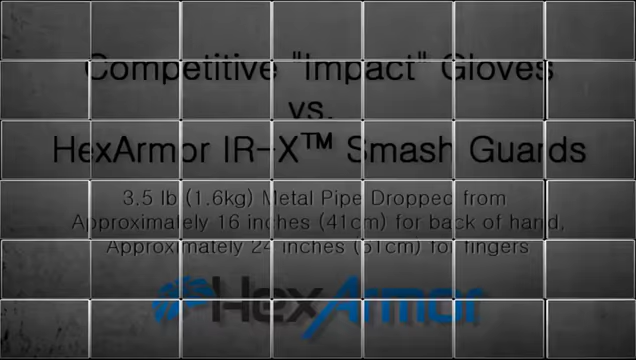 Competitive "Impact" Gloves
vs.
HexArmor IR-X™ Smash Guards
3.5 lb (1.6kg) Metal Pipe Dropped from
Approximately 16 inches (41cm) for back of hand,
Approximately 24 inches (61cm) for fingers
HexArmor